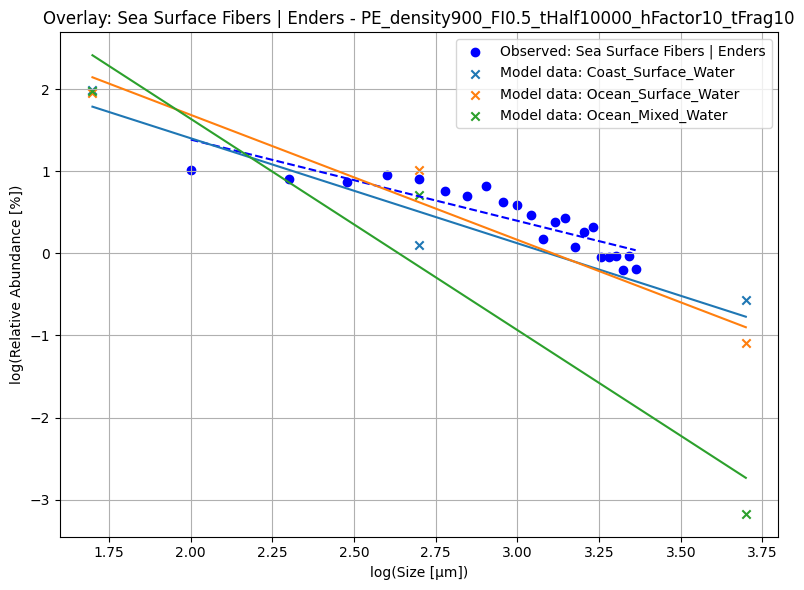 Overlay: Sea Surface Fibers | Enders - PE_density900_FI0.5_tHalf10000_hFactor10_tFrag10
Observed: Sea Surface Fibers | Enders
Model data: Coast_Surface_Water
Model data: Ocean_Surface_Water
Model data: Ocean_Mixed_Water
log(Relative Abundance [%])
2
1
0
−1
−2
−3
1.75 2.00 2.25 2.50 2.75 3.00 3.25 3.50 3.75
log(Size [µm])